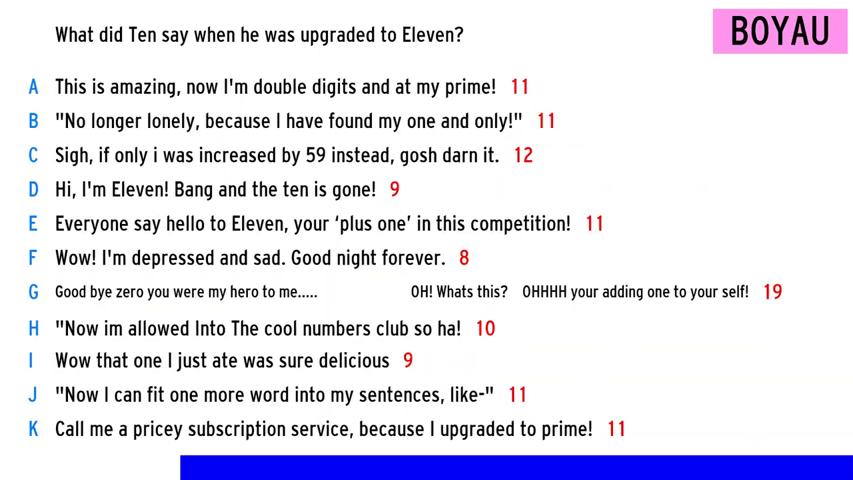 What did Ten say when he was upgraded to Eleven?
BOYAU
A This is amazing, now I'm double digits and at my prime! 11
B "No longer lonely, because I have found my one and only!" 11
C Sigh, if only i was increased by 59 instead, gosh darn it. 12
D Hi, I'm Eleven! Bang and the ten is gone! 9
E Everyone say hello to Eleven, your ‘plus one’ in this competition! 11
F Wow! I'm depressed and sad. Good night forever. 8
G Good bye zero you were my hero to me..... OH! Whats this? OHHHH your adding one to your self! 19
H "Now im allowed Into The cool numbers club so ha! 10
I Wow that one I just ate was sure delicious 9
J "Now I can fit one more word into my sentences, like-" 11
K Call me a pricey subscription service, because I upgraded to prime! 11